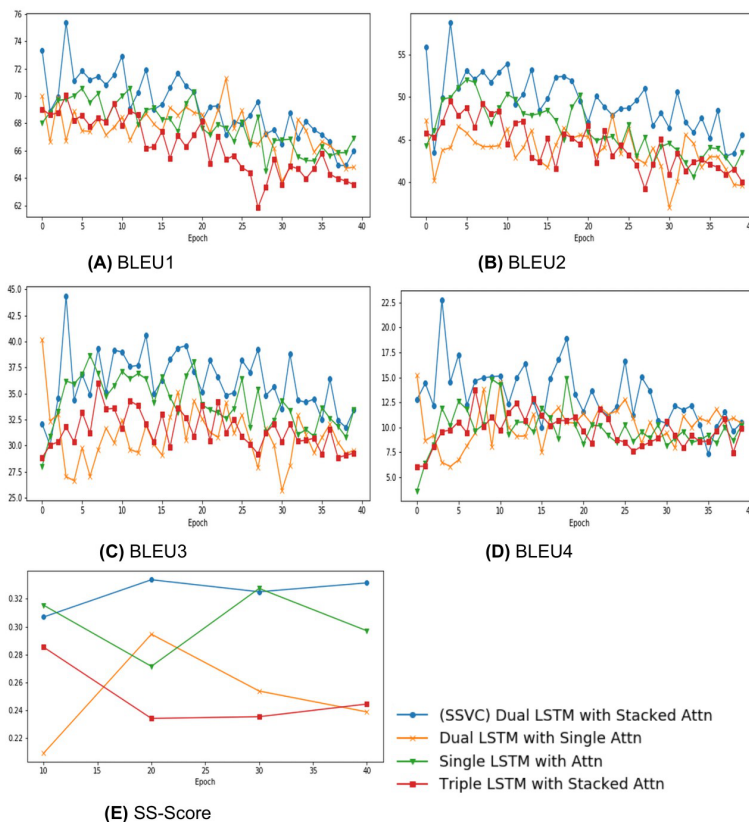 76
74
72
70
68
66
64
62
0 5 10 15 20 25 30 35 40
Epoch
(A) BLEU1
55
50
45
40
0 5 10 15 20 25 30 35 40
Epoch
(B) BLEU2
45.0
42.5
40.0
37.5
35.0
32.5
30.0
27.5
25.0
0 5 10 15 20 25 30 35 40
Epoch
(C) BLEU3
22.5
20.0
17.5
15.0
12.5
10.0
7.5
5.0
0 5 10 15 20 25 30 35 40
Epoch
(D) BLEU4
0.32
0.30
0.28
0.26
0.24
0.22
10 15 20 25 30 35 40
Epoch
(E) SS-Score
(SSVC) Dual LSTM with Stacked Attn
Dual LSTM with Single Attn
Single LSTM with Attn
Triple LSTM with Stacked Attn